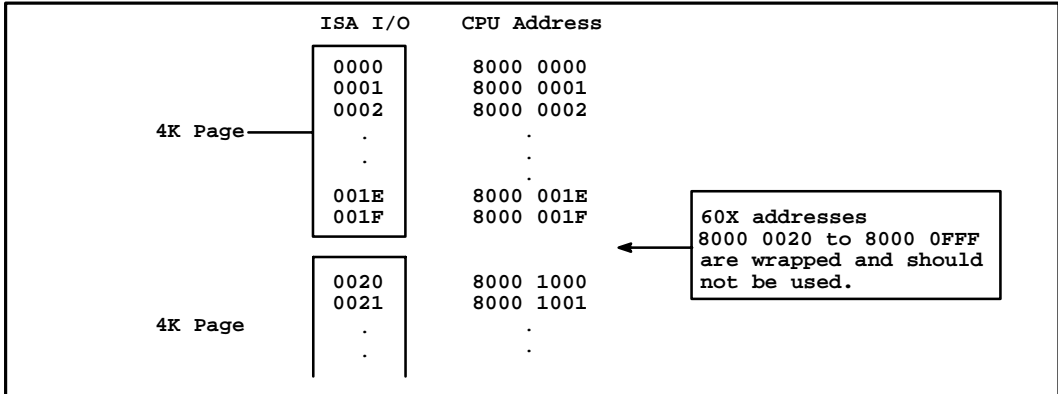 ISA I/O CPU Address
0000 8000 0000
0001 8000 0001
0002 8000 0002
4K Page . .
. .
.
001E 8000 001E
001F 8000 001F
60X addresses
8000 0020 to 8000 0FFF
are wrapped and should
not be used.
0020 8000 1000
0021 8000 1001
4K Page . .
. .